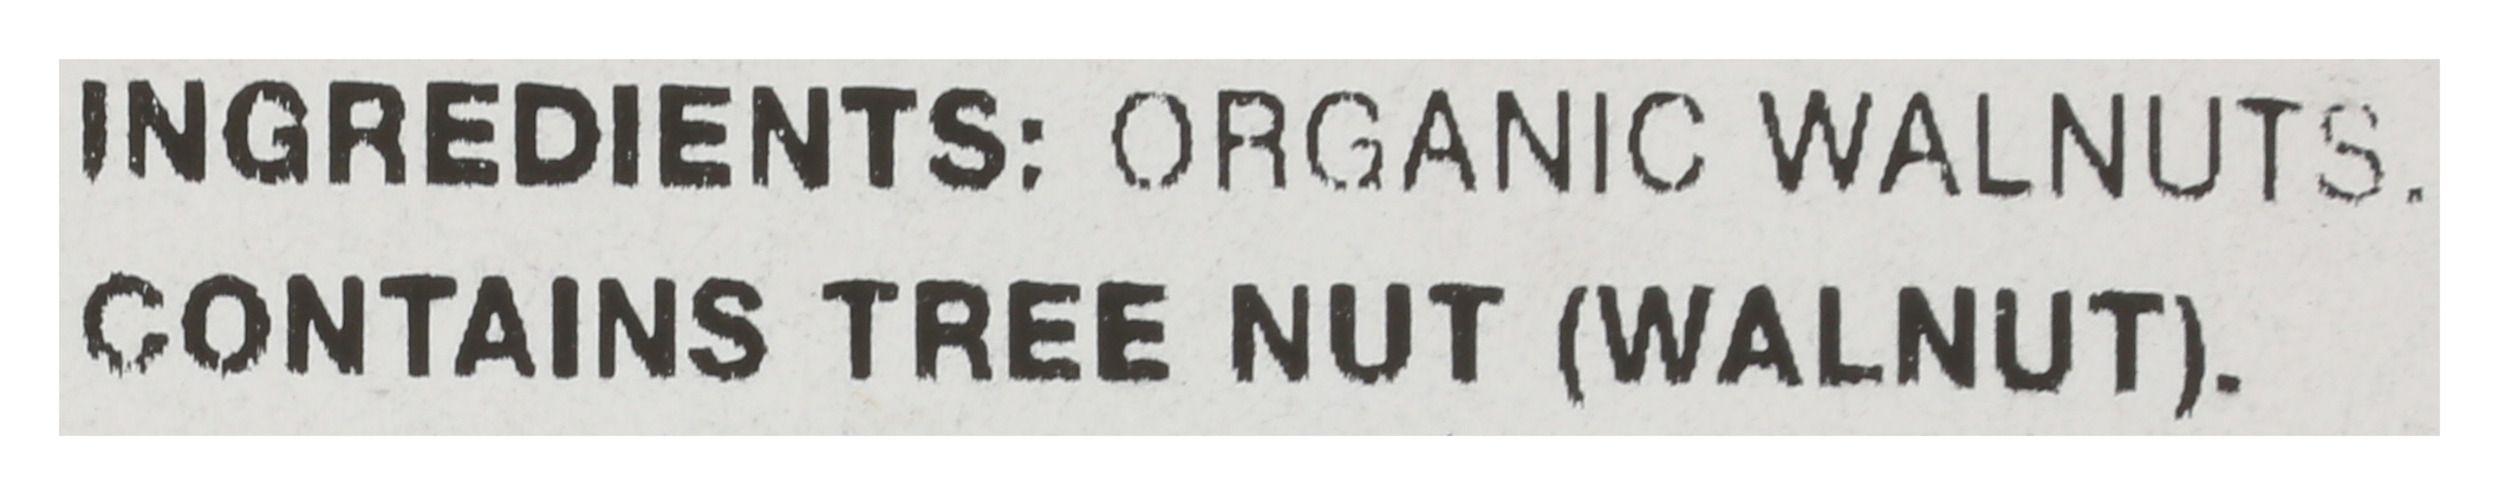 INGREDIENTS: ORGANIC WALNUTS.
CONTAINS TREE NUT (WALNUT).